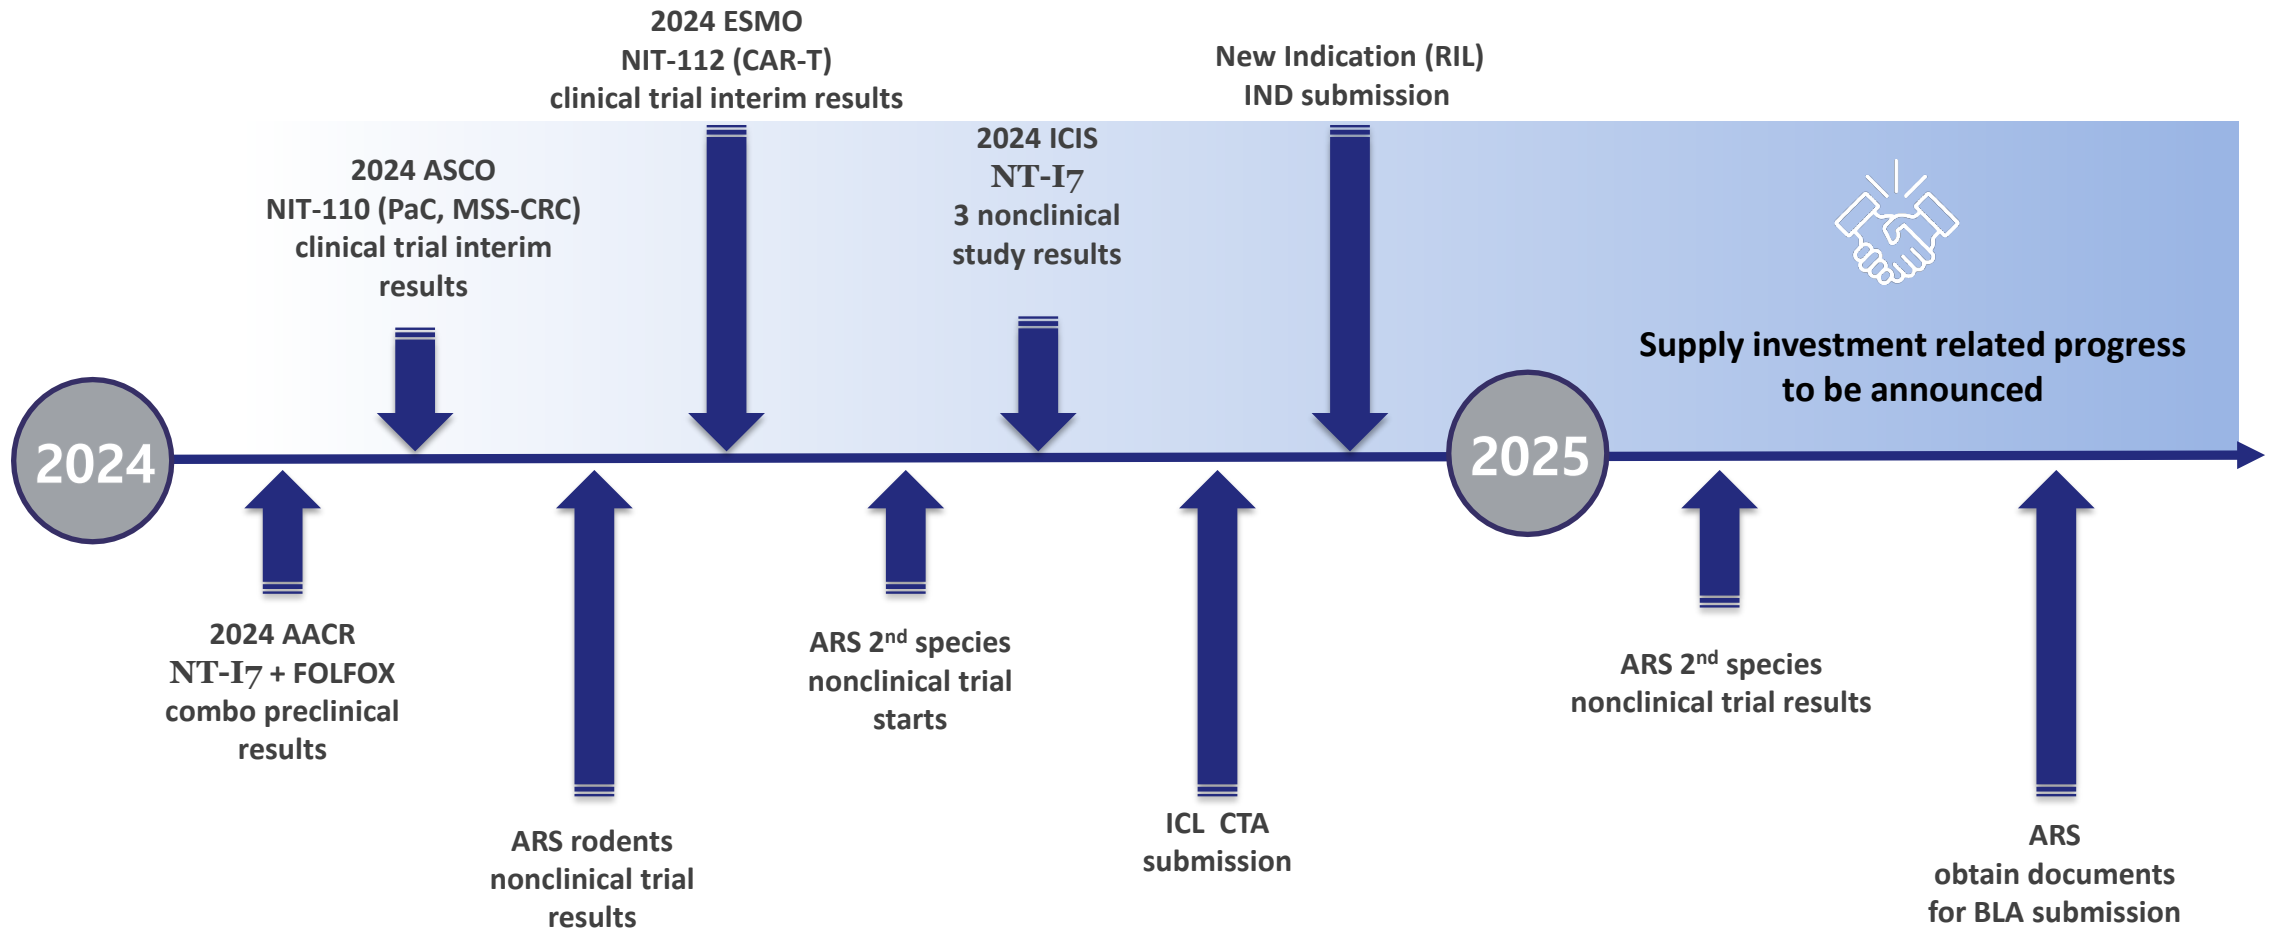 2024 ESMO
NIT-112 (CAR-T)
clinical trial interim results
New Indication (RIL)
IND submission
2024 ASCO
NIT-110 (PaC, MSS-CRC)
clinical trial interim
results
2024 ICIS
NT-I7
3 nonclinical
study results
Supply investment related progress
to be announced
2024
2025
2024 AACR
NT-I7 + FOLFOX
combo preclinical
results
ARS rodents
nonclinical trial
results
ARS 2nd species
nonclinical trial
starts
ICL  CTA
submission
ARS 2nd species
nonclinical trial results
ARS
obtain documents
for BLA submission